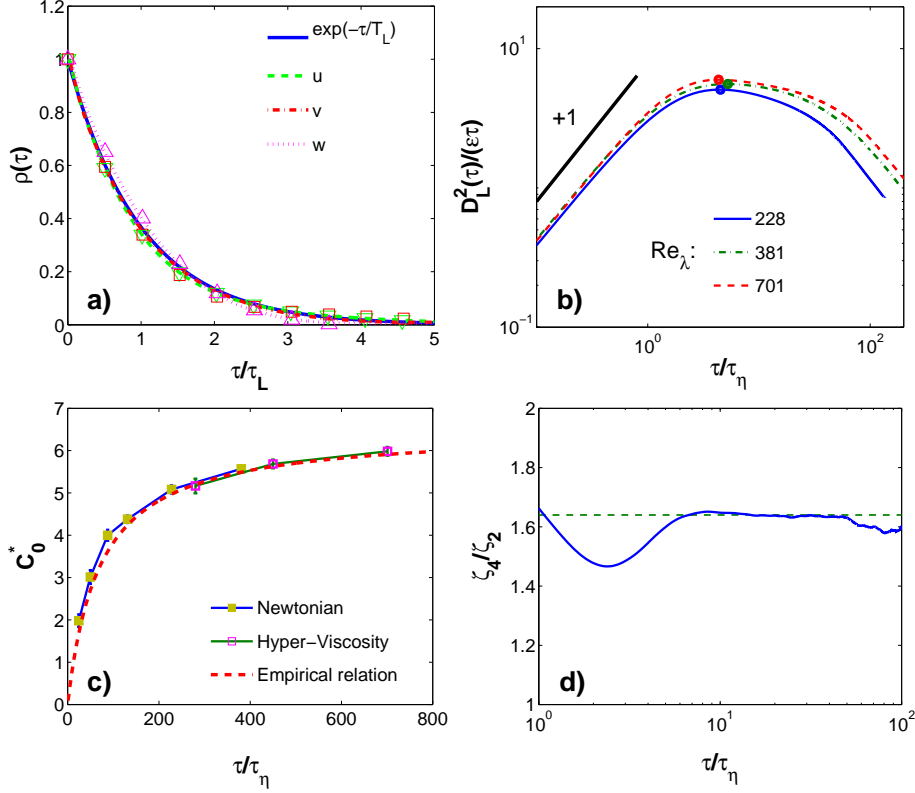 1
0.8
0.6
0.4
0.2
0
0 1 2 3 4 5
ρ(τ)
τ/τ_L
exp(−τ/T_L)
u
v
w
a)
10^1
10^−1
10^0 10^2
D_L^2(τ)/(ετ)
τ/τ_η
+1
Re_λ:
228
381
701
b)
7
6
5
4
3
2
1
0
0 200 400 600 800
C_0^*
τ/τ_η
Newtonian
Hyper−Viscosity
Empirical relation
c)
2
1.8
1.6
1.4
1.2
1
10^0 10^1 10^2
ζ_4/ζ_2
τ/τ_η
d)